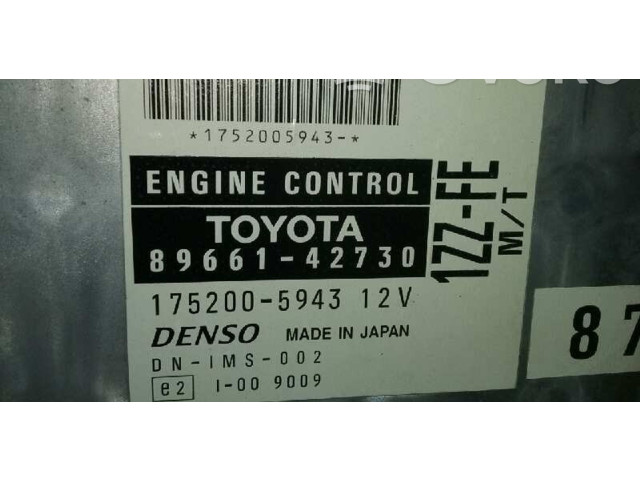 *1752005943-*
ENGINE CONTROL
TOYOTA
89661-42730
1ZZ-FE
M/T
175200-5943 12V
DENSO MADE IN JAPAN
DN-IMS-002
e2 I-00 9009
87